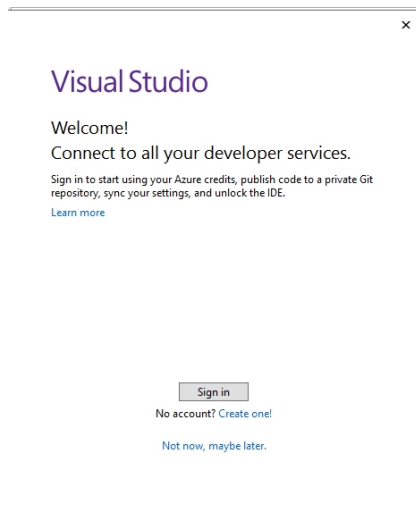 Visual Studio
Welcome!
Connect to all your developer services.
Sign in to start using your Azure credits, publish code to a private Git
repository, sync your settings, and unlock the IDE.
Learn more
Sign in
No account? Create one!
Not now, maybe later.